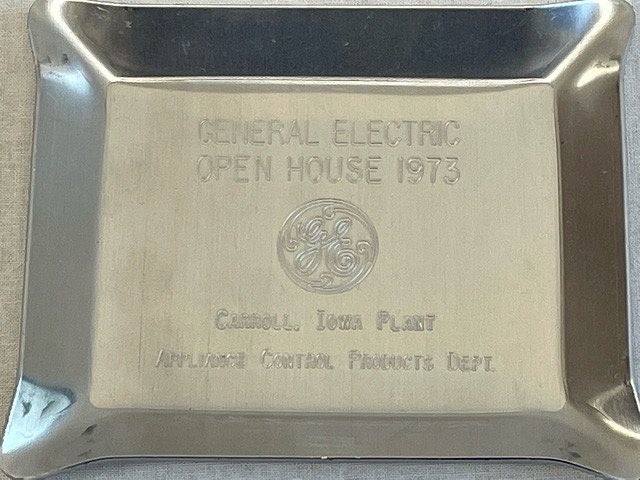 GENERAL ELECTRIC
OPEN HOUSE 1973
GE
CARROLL, IOWA PLANT
APPLIANCE CONTROL PRODUCTS DEPT.